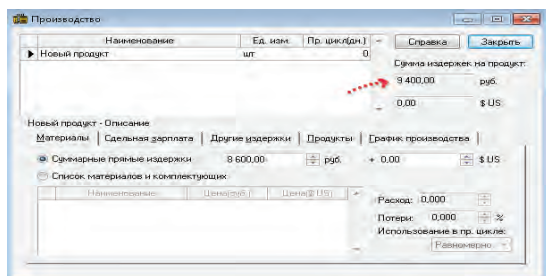 Производство
Наименование Ед. изм. Пр. цикл(дн.)
Новый продукт шт 0
Справка Закрыть
Сумма издержек на продукт:
9 400,00 руб.
0,00 $ US
Новый продукт - Описание
Материалы Сдельная зарплата Другие издержки Продукты График производства
Суммарные прямые издержки 8 600,00 руб. + 0.00 $ US
Список материалов и комплектующих
Наименование Цена(руб.) Цена($ US)
Расход: 0,000
Потери: 0,000 %
Использование в пр. цикле:
Равномерно